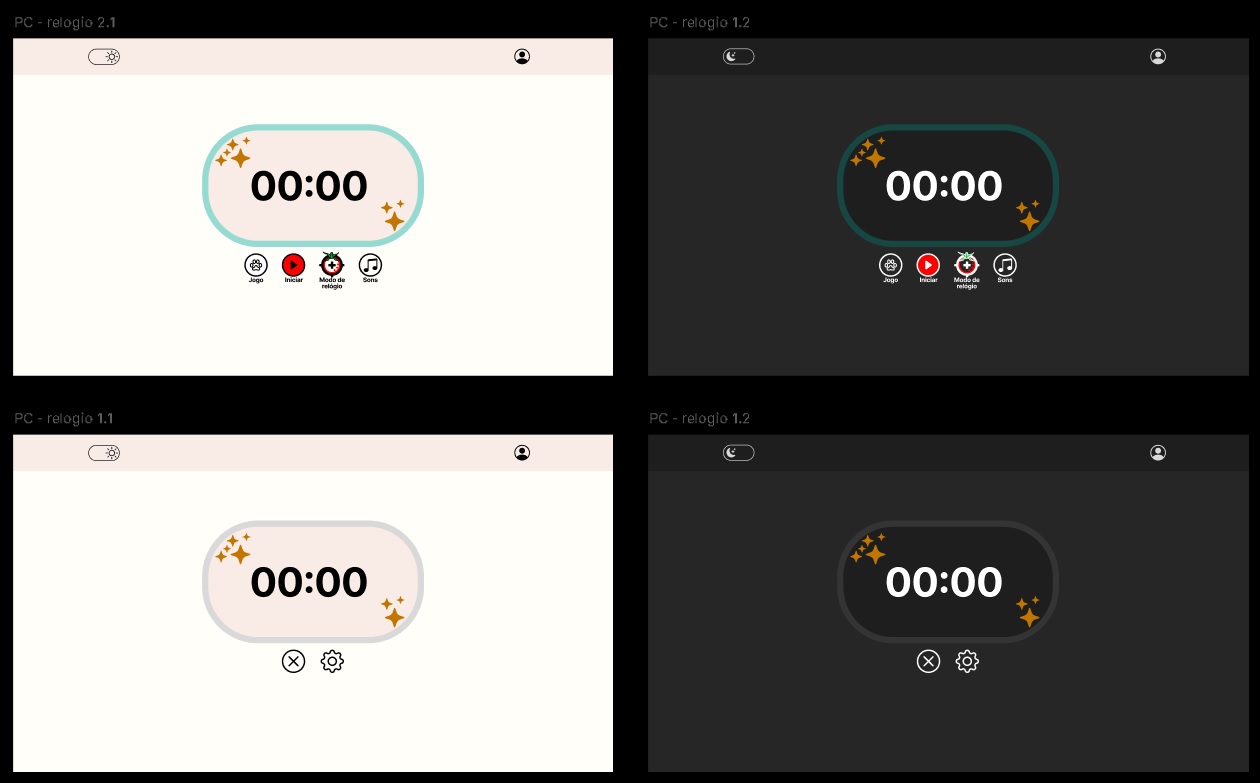 PC - relogio 2.1
PC - relogio 1.2
00:00
00:00
Jogo
Iniciar
Modo de
relógio
Sons
Jogo
Iniciar
Modo de
relógio
Sons
PC - relogio 1.1
PC - relogio 1.2
00:00
00:00